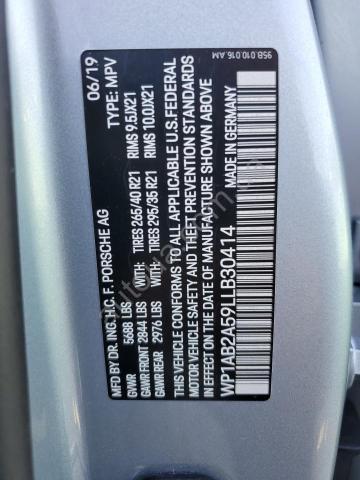 95B.010.016.AM
MFD BY DR. ING. H.C. F. PORSCHE AG 06/19
GVWR 5688 LBS TYPE: MPV
GAWR FRONT 2844 LBS TIRES 265/40 R21 RIMS 9.5JX21
GAWR REAR 2976 LBS TIRES 295/35 R21 RIMS 10.0JX21
THIS VEHICLE CONFORMS TO ALL APPLICABLE U.S.FEDERAL
MOTOR VEHICLE SAFETY AND THEFT PREVENTION STANDARDS
IN EFFECT ON THE DATE OF MANUFACTURE SHOWN ABOVE
MADE IN GERMANY
WP1AB2A59LLB30414